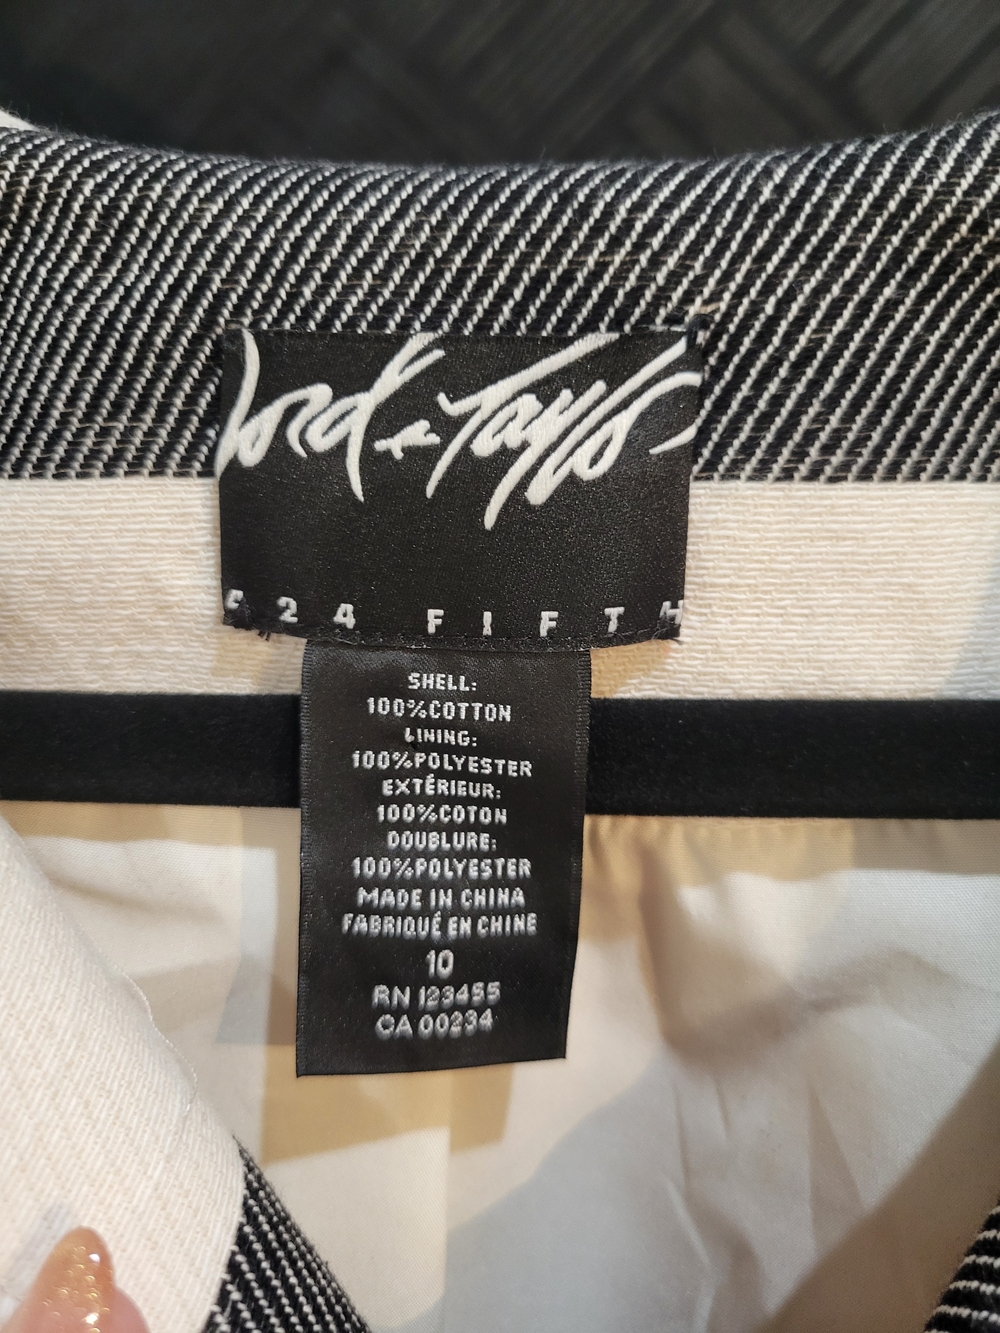 Lord & Taylor
424 FIFTH
SHELL:
100%COTTON
LINING:
100%POLYESTER
EXTÉRIEUR:
100%COTON
DOUBLURE:
100%POLYESTER
MADE IN CHINA
FABRIQUÉ EN CHINE
10
RN 123455
CA 00234